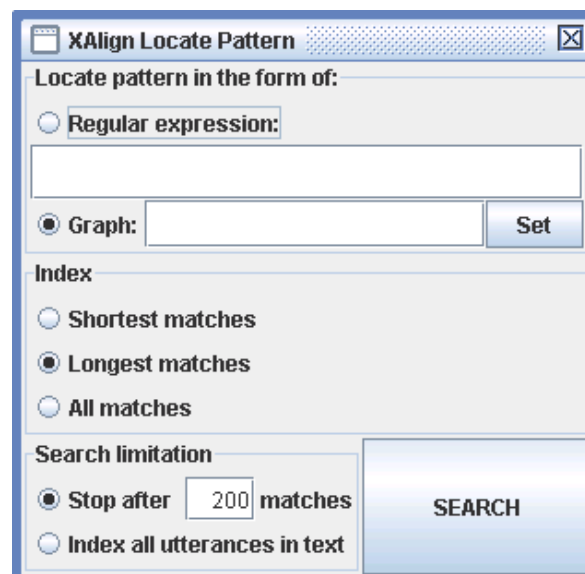 XAlign Locate Pattern
Locate pattern in the form of:
Regular expression:
Graph:
Set
Index
Shortest matches
Longest matches
All matches
Search limitation
Stop after 200 matches
SEARCH
Index all utterances in text